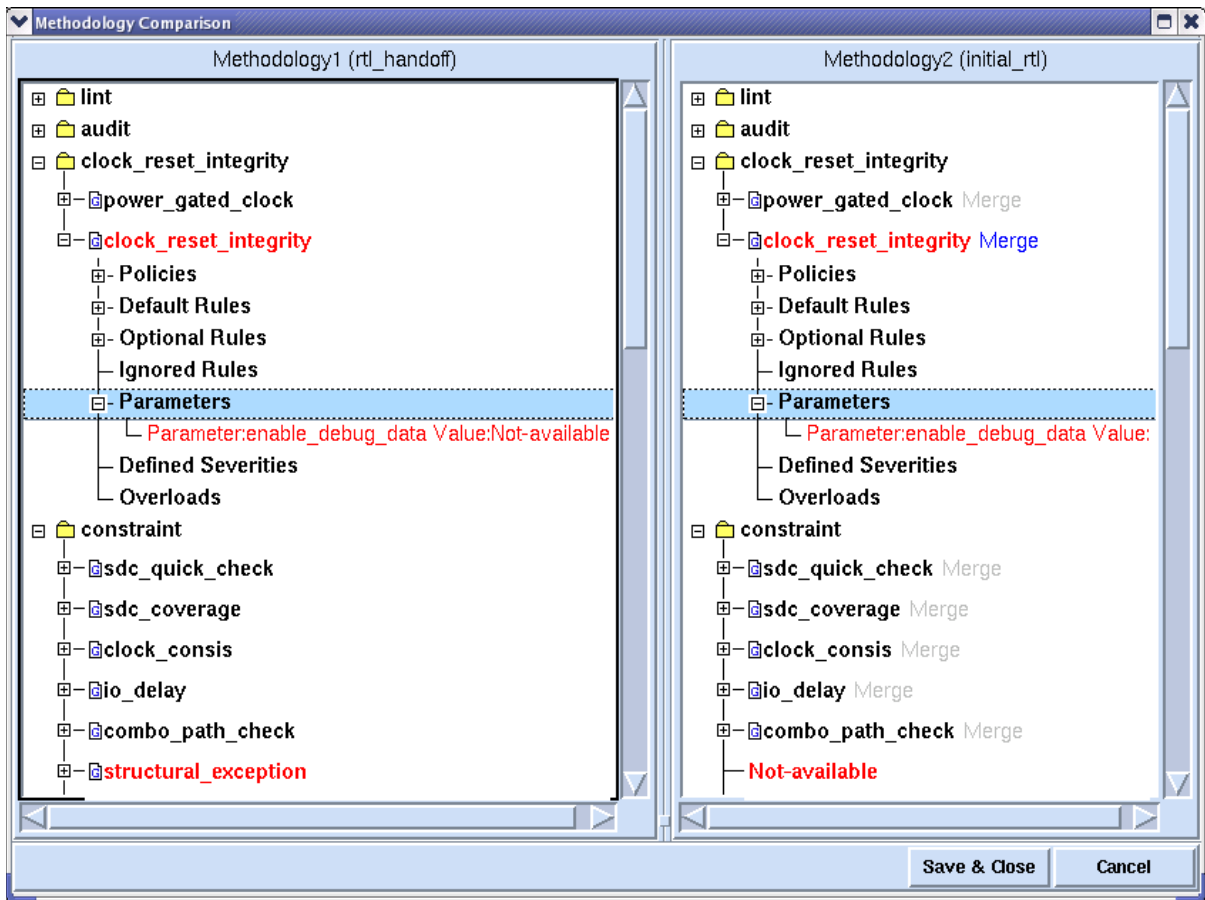 Methodology Comparison
Methodology1 (rtl_handoff)
lint
audit
clock_reset_integrity
power_gated_clock
clock_reset_integrity
Policies
Default Rules
Optional Rules
Ignored Rules
Parameters
Parameter:enable_debug_data Value:Not-available
Defined Severities
Overloads
constraint
sdc_quick_check
sdc_coverage
clock_consis
io_delay
combo_path_check
structural_exception
Methodology2 (initial_rtl)
lint
audit
clock_reset_integrity
power_gated_clock Merge
clock_reset_integrity Merge
Policies
Default Rules
Optional Rules
Ignored Rules
Parameters
Parameter:enable_debug_data Value:
Defined Severities
Overloads
constraint
sdc_quick_check Merge
sdc_coverage Merge
clock_consis Merge
io_delay Merge
combo_path_check Merge
Not-available
Save & Close
Cancel